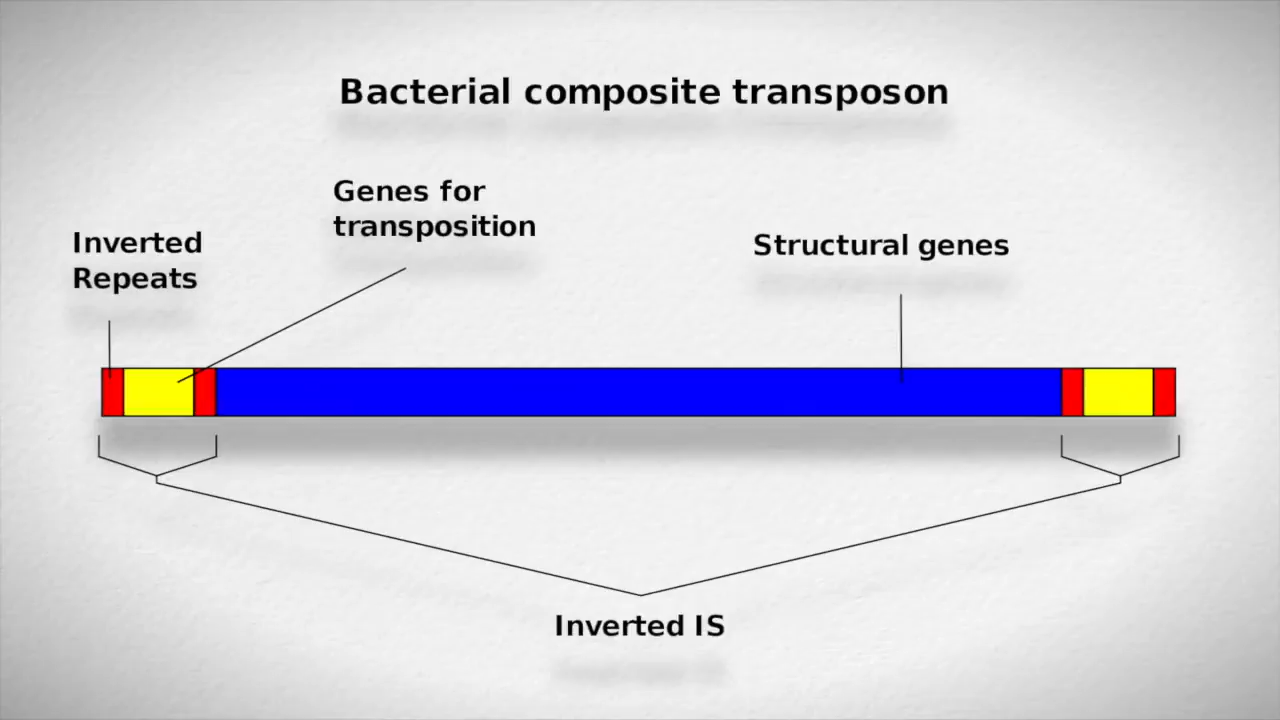 Bacterial composite transposon
Genes for
transposition
Inverted
Repeats
Structural genes
Inverted IS